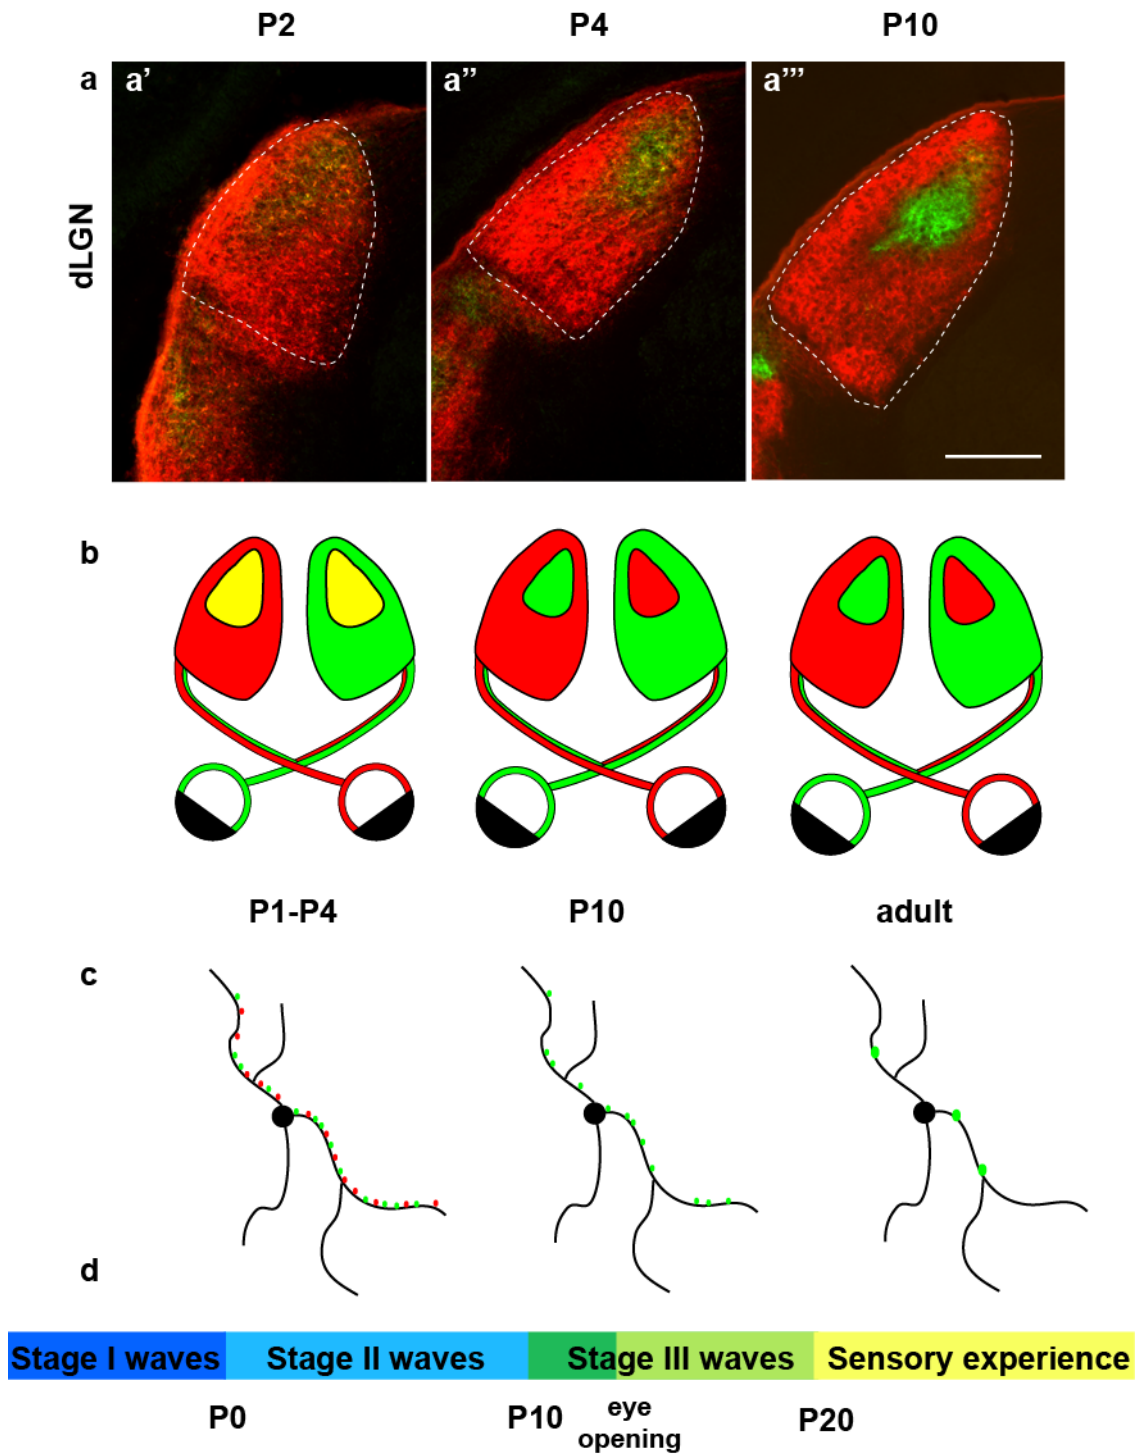 P2 P4 P10
a a' a'' a'''
dLGN
b
P1-P4 P10 adult
c
d
Stage I waves Stage II waves Stage III waves Sensory experience
P0 P10 eye opening P20